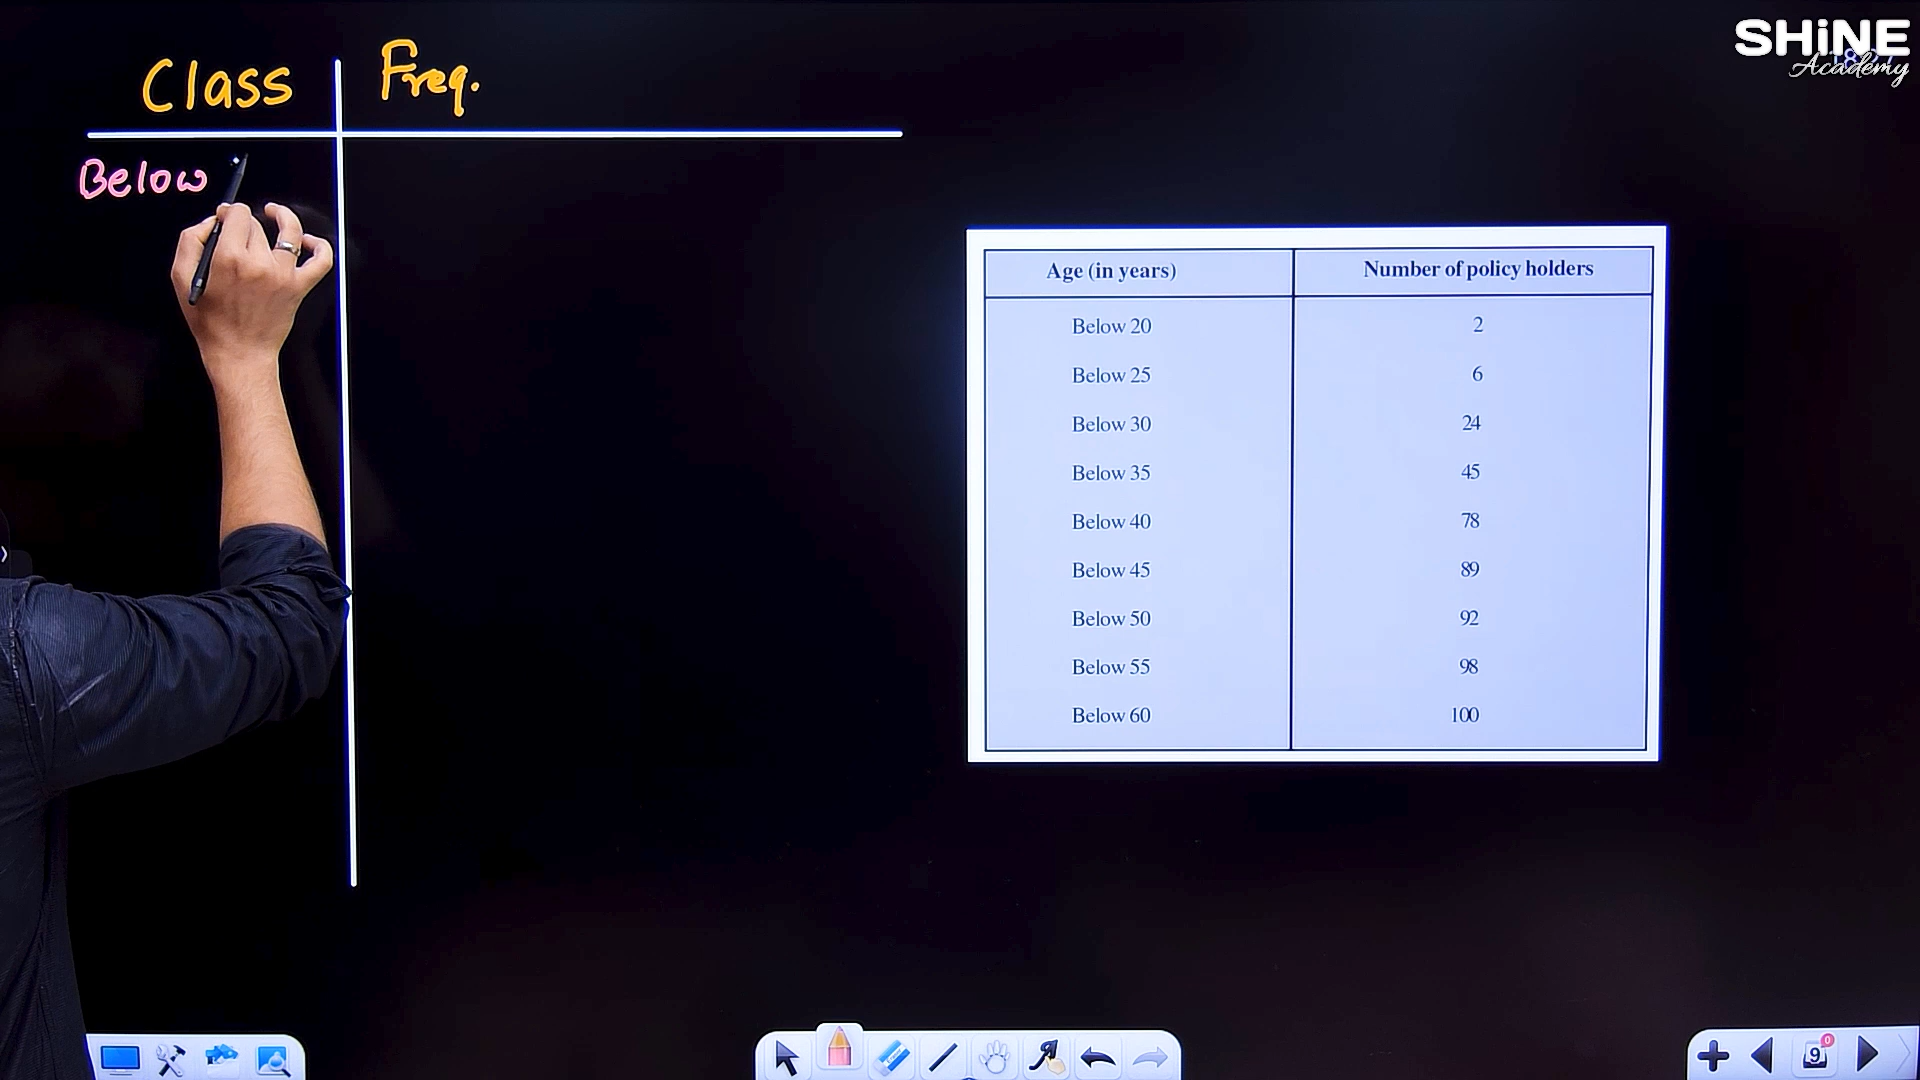 SHiNE
Academy
Class Freq.
Below
Age (in years) Number of policy holders
Below 20 2
Below 25 6
Below 30 24
Below 35 45
Below 40 78
Below 45 89
Below 50 92
Below 55 98
Below 60 100
9
0